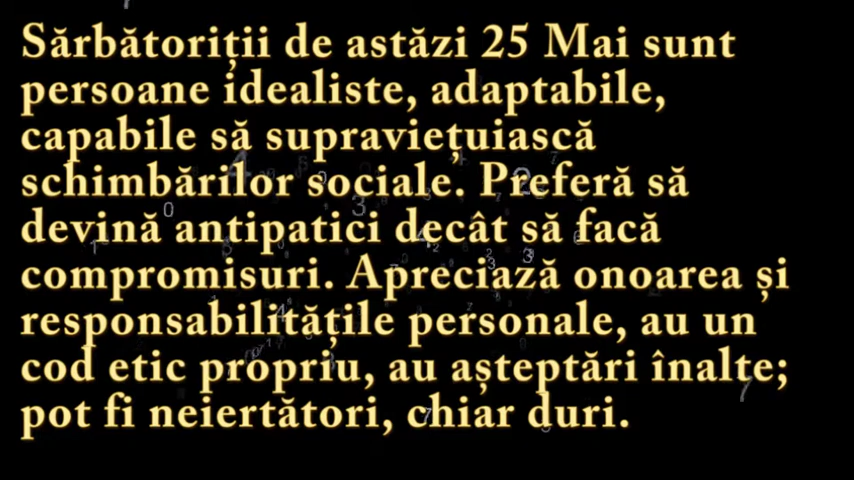 Sărbătoriții de astăzi 25 Mai sunt
persoane idealiste, adaptabile,
capabile să supraviețuiască
schimbărilor sociale. Preferă să
devină antipatici decât să facă
compromisuri. Apreciază onoarea și
responsabilitățile personale, au un
cod etic propriu, au așteptări înalte;
pot fi neiertători, chiar duri.